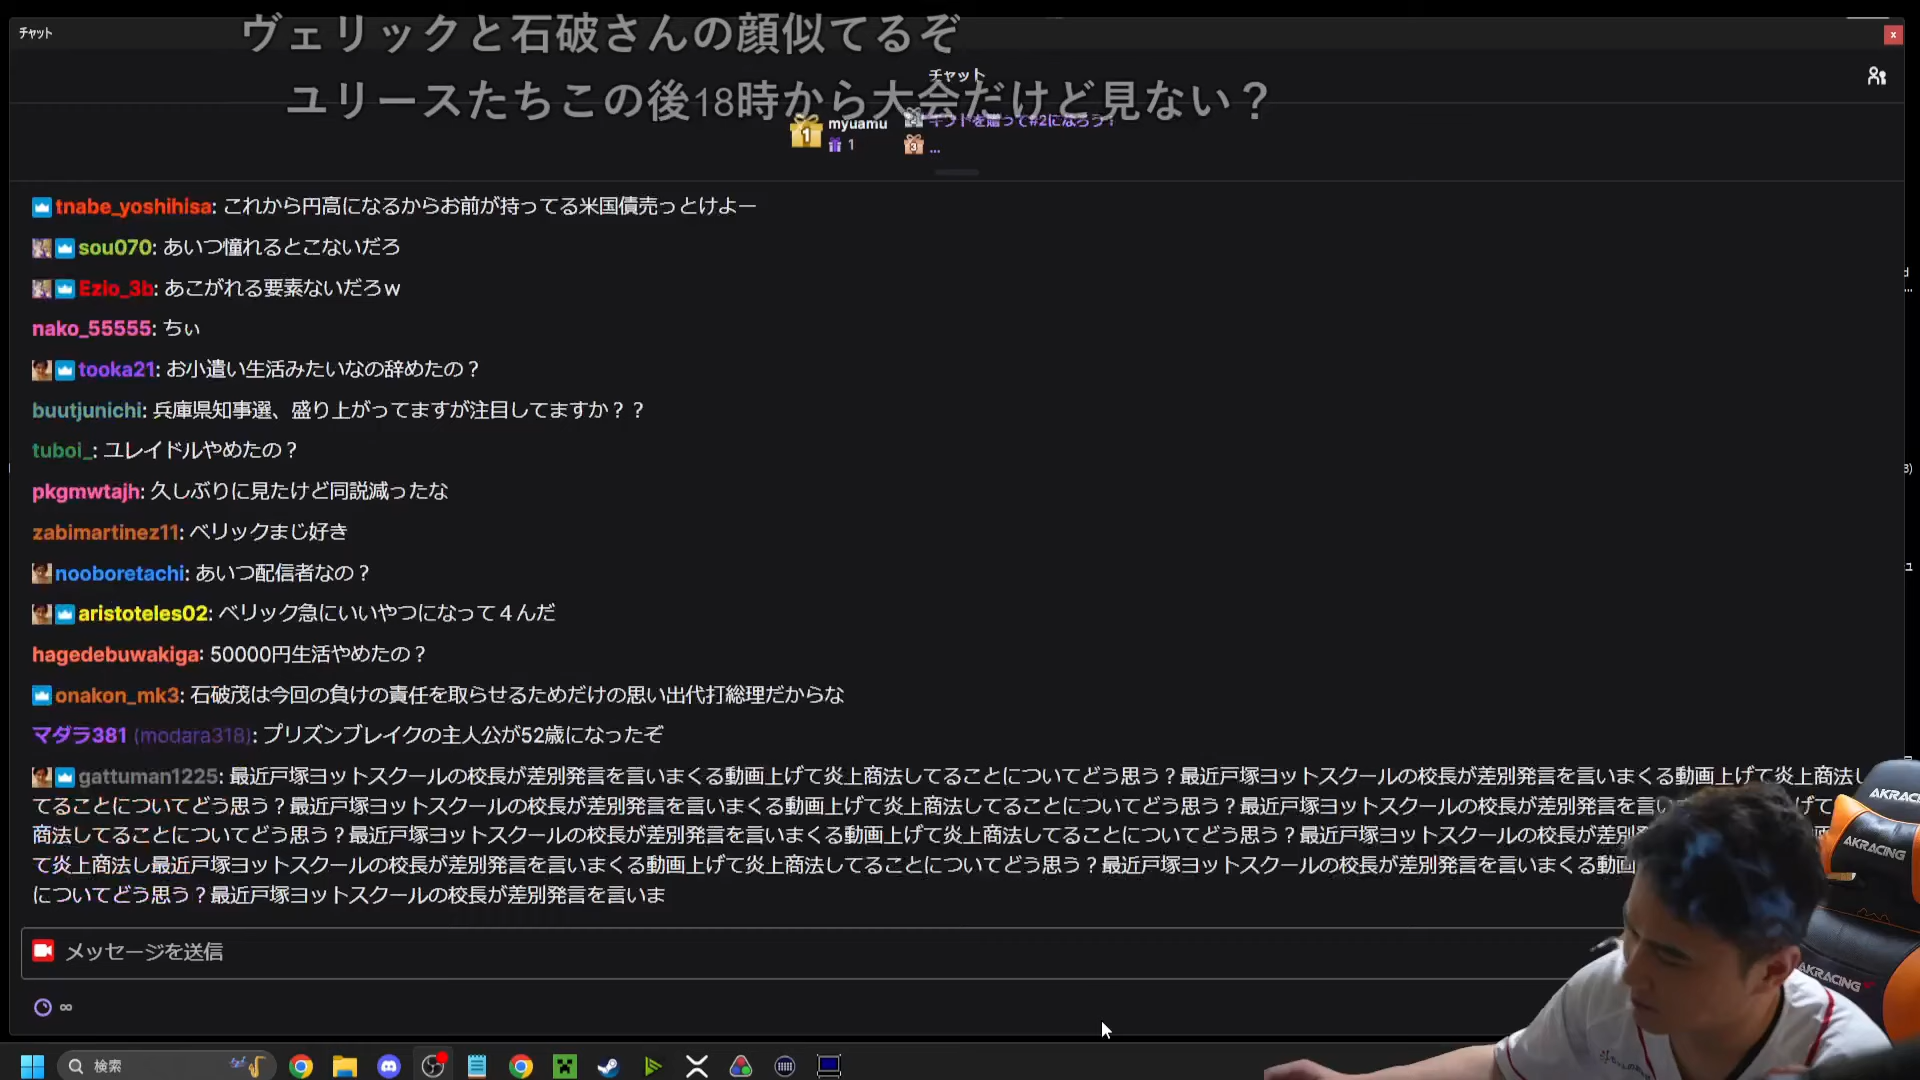 チャット
ヴェリックと石破さんの顔似てるぞ
チャット
ユリースたちこの後18時から大会だけど見ない？
1
myuamu
1
ギフトを贈って#2になろう！
3
...
tnabe_yoshihisa: これから円高になるからお前が持ってる米国債売っとけよー
sou070: あいつ憧れるとこないだろ
Ezio_3b: あこがれる要素ないだろw
nako_55555: ちぃ
tooka21: お小遣い生活みたいなの辞めたの？
buutjunichi: 兵庫県知事選、盛り上がってますが注目してますか？？
tuboi_: ユレイドルやめたの？
pkgmwtajh: 久しぶりに見たけど同説減ったな
zabimartinez11: ベリックまじ好き
nooboretachi: あいつ配信者なの？
aristoteles02: ベリック急にいいやつになって４んだ
hagedebuwakiga: 50000円生活やめたの？
onakon_mk3: 石破茂は今回の負けの責任を取らせるためだけの思い出代打総理だからな
マダラ381 (modara318): プリズンブレイクの主人公が52歳になったぞ
gattuman1225: 最近戸塚ヨットスクールの校長が差別発言を言いまくる動画上げて炎上商法してることについてどう思う？最近戸塚ヨットスクールの校長が差別発言を言いまくる動画上げて炎上商法し
てることについてどう思う？最近戸塚ヨットスクールの校長が差別発言を言いまくる動画上げて炎上商法してることについてどう思う？最近戸塚ヨットスクールの校長が差別発言を言い げて
商法してることについてどう思う？最近戸塚ヨットスクールの校長が差別発言を言いまくる動画上げて炎上商法してることについてどう思う？最近戸塚ヨットスクールの校長が差別
て炎上商法し最近戸塚ヨットスクールの校長が差別発言を言いまくる動画上げて炎上商法してることについてどう思う？最近戸塚ヨットスクールの校長が差別発言を言いまくる動画
についてどう思う？最近戸塚ヨットスクールの校長が差別発言を言いま
メッセージを送信
∞
検索
AKRACING
AKRACING